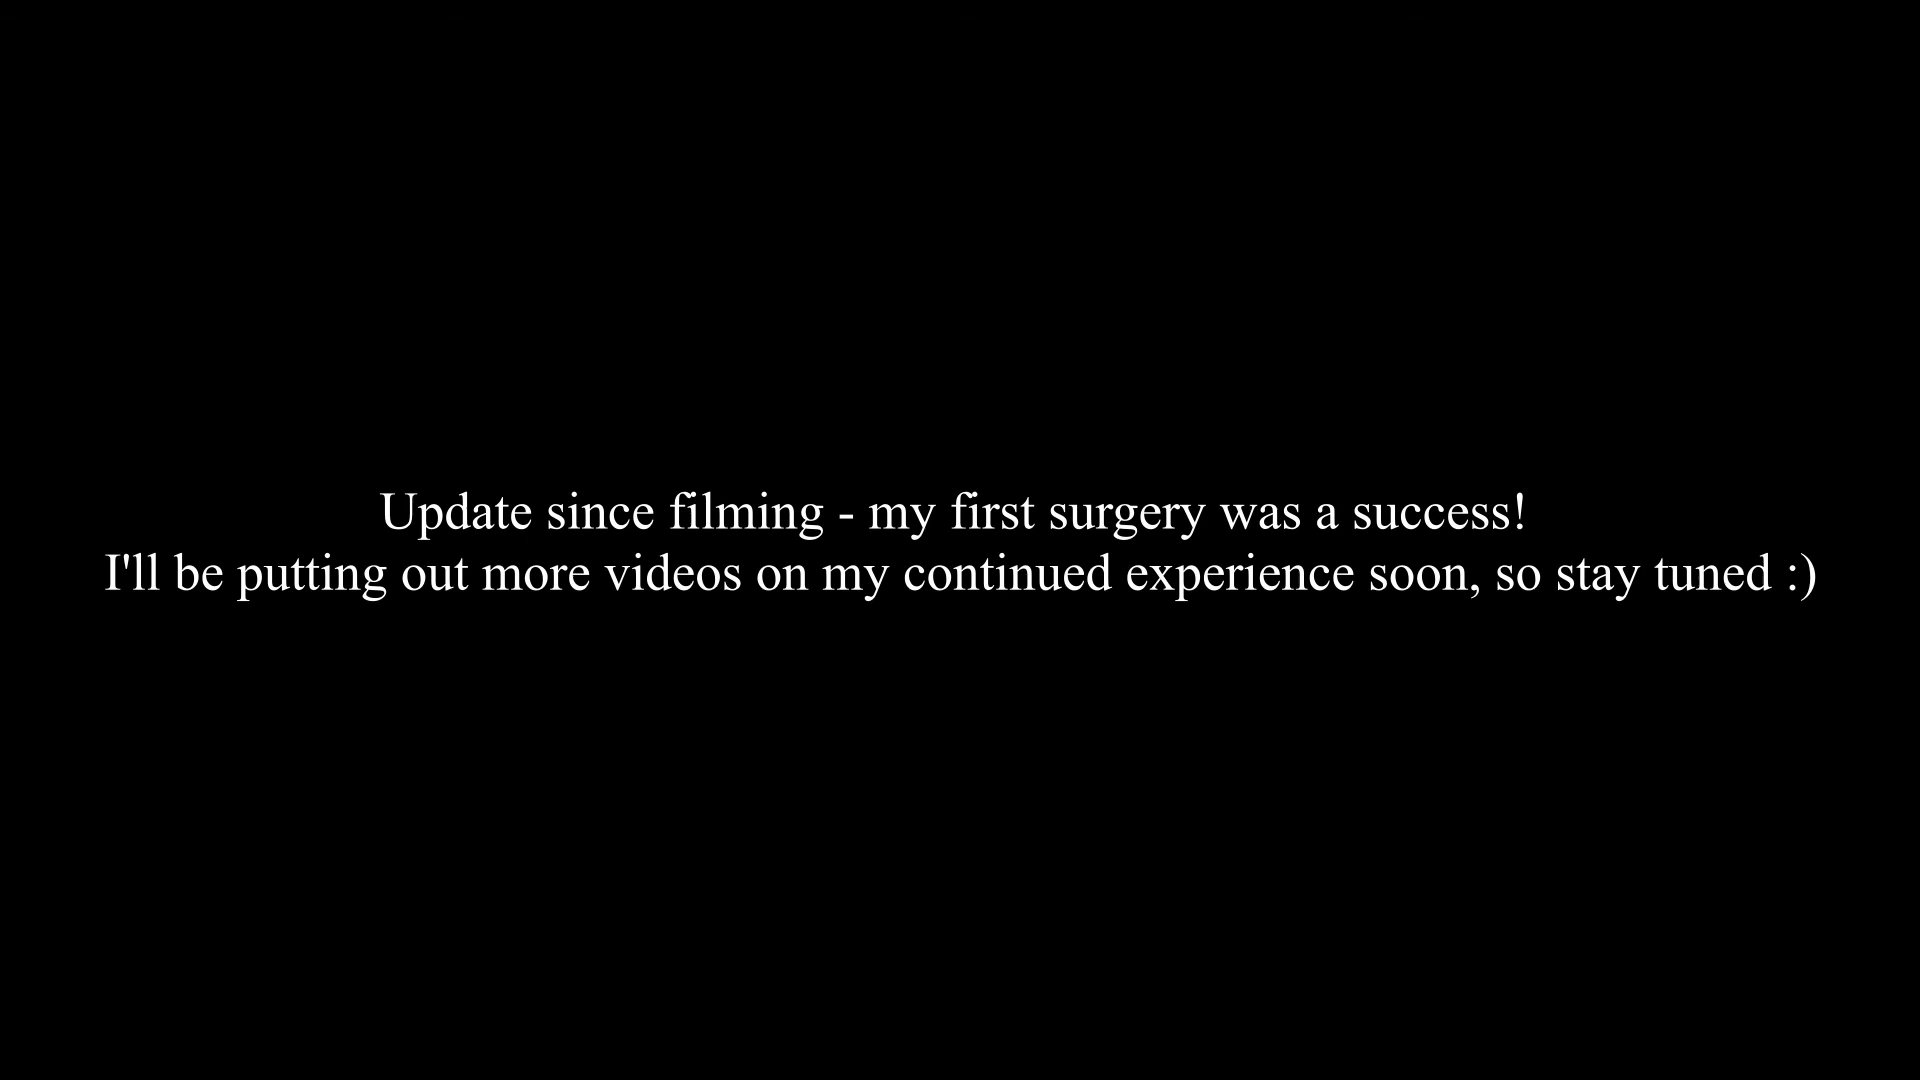 Update since filming - my first surgery was a success!
I'll be putting out more videos on my continued experience soon, so stay tuned :)